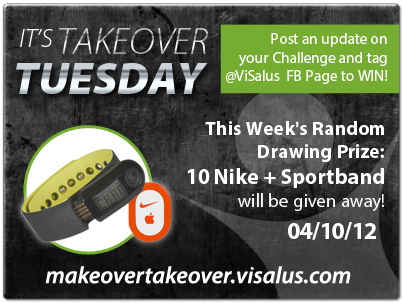 IT'S TAKEOVER
TUESDAY
Post an update on
your Challenge and tag
@ViSalus FB Page to WIN!
This Week's Random
Drawing Prize:
10 Nike + Sportband
will be given away!
04/10/12
makeovertakeover.visalus.com